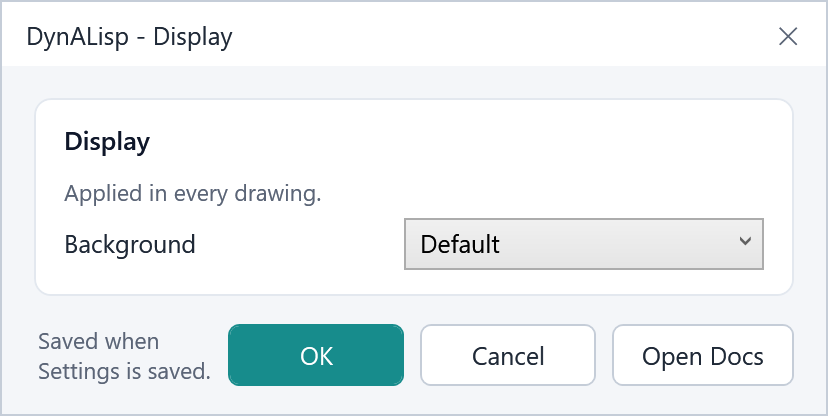 DynALisp - Display
Display
Applied in every drawing.
Background
Default
Saved when
Settings is saved.
OK
Cancel
Open Docs